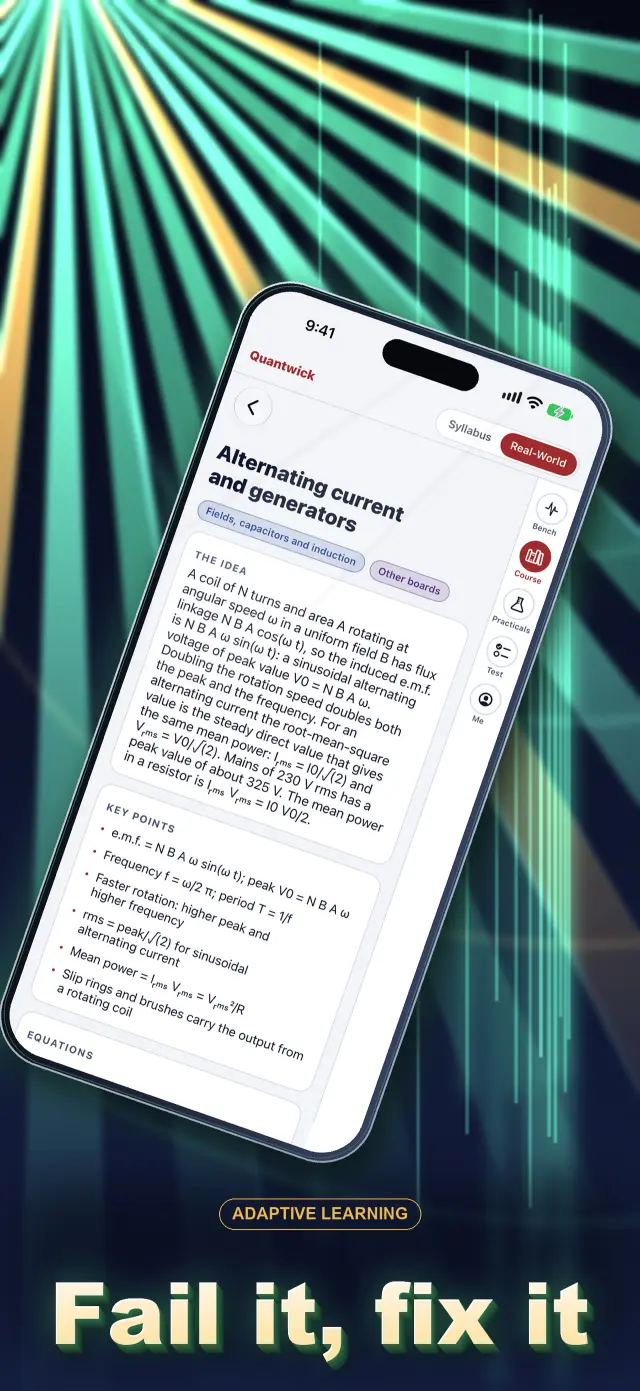 9:41
Quantwick
Syllabus
Real-World
Alternating current
and generators
Fields, capacitors and induction
Other boards
Bench
Course
Practicals
Test
Me
THE IDEA
A coil of N turns and area A rotating at
angular speed ω in a uniform field B has flux
linkage N B A cos(ω t), so the induced e.m.f.
is N B A ω sin(ω t): a sinusoidal alternating
voltage of peak value V0 = N B A ω.
Doubling the rotation speed doubles both
the peak and the frequency. For an
alternating current the root-mean-square
value is the steady direct value that gives
the same mean power: Iᵣₘₛ = I0/√(2) and
Vᵣₘₛ = V0/√(2). Mains of 230 V rms has a
peak value of about 325 V. The mean power
in a resistor is Iᵣₘₛ Vᵣₘₛ = I0 V0/2.
KEY POINTS
• e.m.f. = N B A ω sin(ω t); peak V0 = N B A ω
• Frequency f = ω/2 π; period T = 1/f
• Faster rotation: higher peak and
higher frequency
• rms = peak/√(2) for sinusoidal
alternating current
• Mean power = Iᵣₘₛ Vᵣₘₛ = Vᵣₘₛ²/R
• Slip rings and brushes carry the output from
a rotating coil
EQUATIONS
ADAPTIVE LEARNING
Fail it, fix it